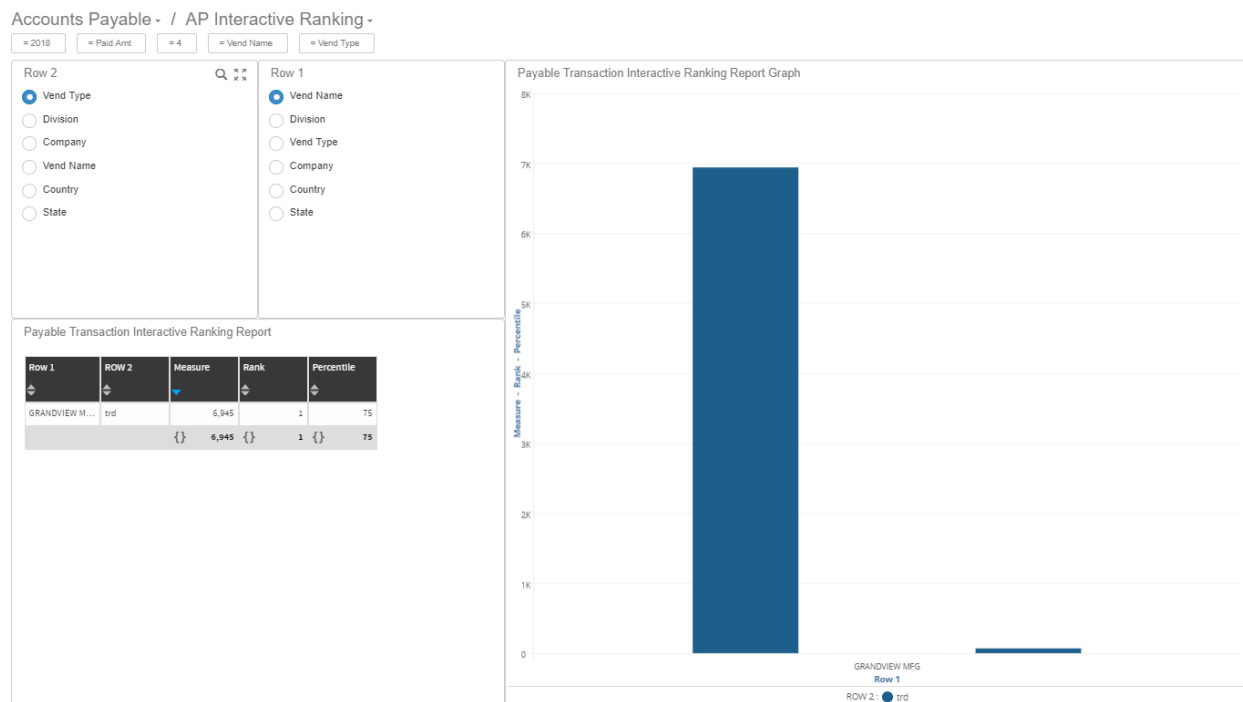 Accounts Payable / AP Interactive Ranking
= 2018 = Paid Amt = 4 = Vend Name = Vend Type
Row 2
Vend Type
Division
Company
Vend Name
Country
State
Row 1
Vend Name
Division
Vend Type
Company
Country
State
Payable Transaction Interactive Ranking Report
Row 1 ROW 2 Measure Rank Percentile
GRANDVIEW M... trd 6,945 1 75
{} 6,945 {} 1 {} 75
Payable Transaction Interactive Ranking Report Graph
Measure - Rank - Percentile
8K
7K
6K
5K
4K
3K
2K
1K
0
GRANDVIEW MFG
Row 1
ROW 2 : trd